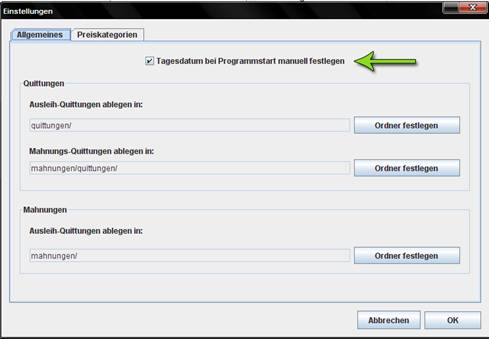 Einstellungen
Allgemeines Preiskategorien
Tagesdatum bei Programmstart manuell festlegen
Quittungen
Ausleih-Quittungen ablegen in:
quittungen/ Ordner festlegen
Mahnungs-Quittungen ablegen in:
mahnungen/quittungen/ Ordner festlegen
Mahnungen
Ausleih-Quittungen ablegen in:
mahnungen/ Ordner festlegen
Abbrechen OK